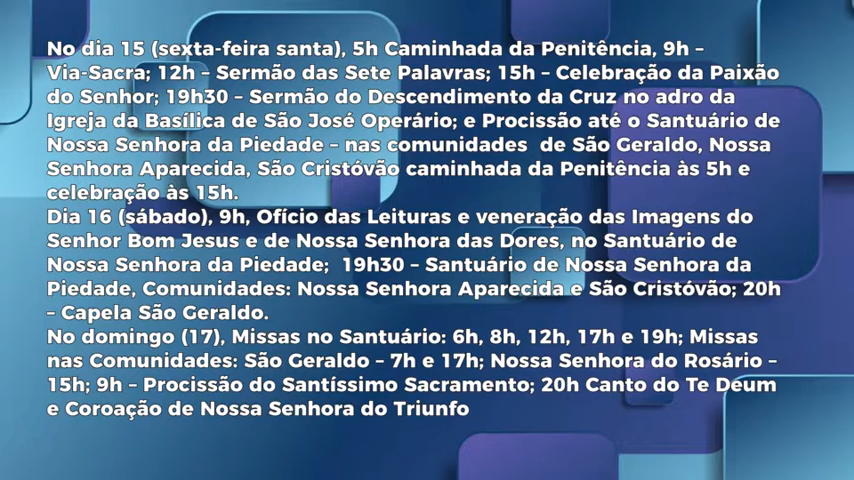 No dia 15 (sexta-feira santa), 5h Caminhada da Penitência, 9h –
Via-Sacra; 12h – Sermão das Sete Palavras; 15h – Celebração da Paixão
do Senhor; 19h30 – Sermão do Descendimento da Cruz no adro da
Igreja da Basílica de São José Operário; e Procissão até o Santuário de
Nossa Senhora da Piedade – nas comunidades  de São Geraldo, Nossa
Senhora Aparecida, São Cristóvão caminhada da Penitência às 5h e
celebração às 15h.
Dia 16 (sábado), 9h, Ofício das Leituras e veneração das Imagens do
Senhor Bom Jesus e de Nossa Senhora das Dores, no Santuário de
Nossa Senhora da Piedade;  19h30 – Santuário de Nossa Senhora da
Piedade, Comunidades: Nossa Senhora Aparecida e São Cristóvão; 20h
– Capela São Geraldo.
No domingo (17), Missas no Santuário: 6h, 8h, 12h, 17h e 19h; Missas
nas Comunidades: São Geraldo – 7h e 17h; Nossa Senhora do Rosário –
15h; 9h – Procissão do Santíssimo Sacramento; 20h Canto do Te Deum
e Coroação de Nossa Senhora do Triunfo